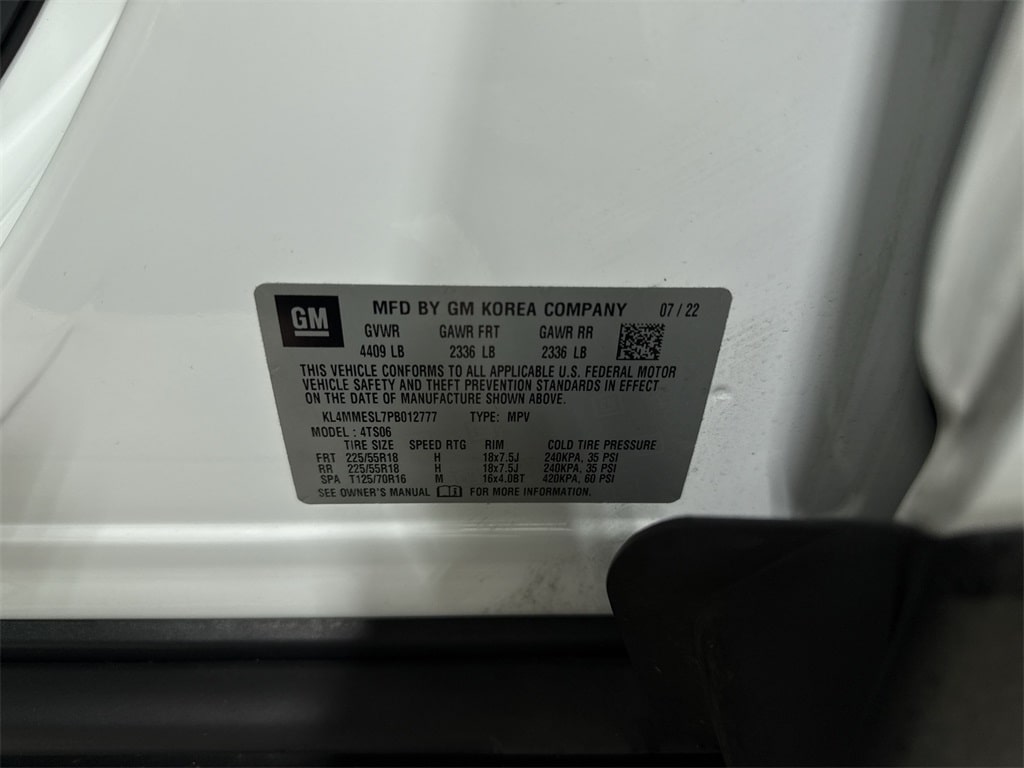 GM
MFD BY GM KOREA COMPANY 07 / 22
GVWR GAWR FRT GAWR RR
4409 LB 2336 LB 2336 LB
THIS VEHICLE CONFORMS TO ALL APPLICABLE U.S. FEDERAL MOTOR
VEHICLE SAFETY AND THEFT PREVENTION STANDARDS IN EFFECT
ON THE DATE OF MANUFACTURE SHOWN ABOVE.
KL4MMESL7PB012777 TYPE: MPV
MODEL : 4TS06
TIRE SIZE SPEED RTG RIM COLD TIRE PRESSURE
FRT 225/55R18 H 18x7.5J 240KPA, 35 PSI
RR 225/55R18 H 18x7.5J 240KPA, 35 PSI
SPA T125/70R16 M 16x4.0BT 420KPA, 60 PSI
SEE OWNER'S MANUAL FOR MORE INFORMATION.